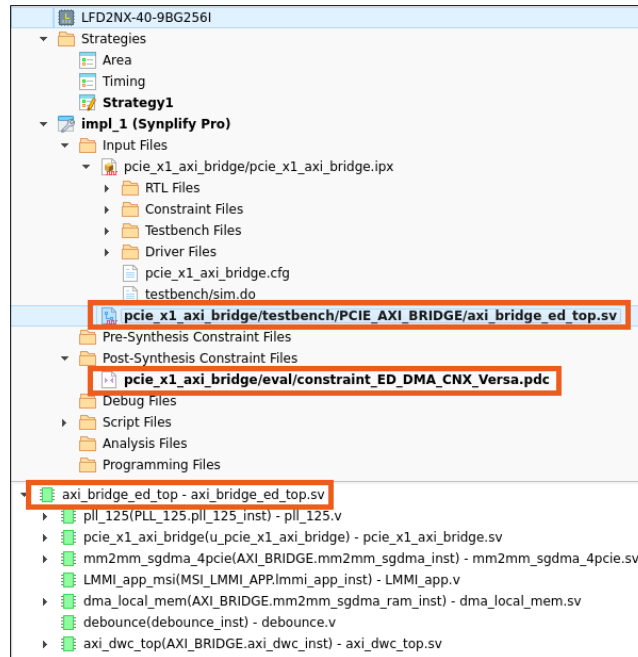 LFD2NX-40-9BG256I
Strategies
Area
Timing
Strategy1
impl_1 (Synplify Pro)
Input Files
pcie_x1_axi_bridge/pcie_x1_axi_bridge.ipx
RTL Files
Constraint Files
Testbench Files
Driver Files
pcie_x1_axi_bridge.cfg
testbench/sim.do
pcie_x1_axi_bridge/testbench/PCIE_AXI_BRIDGE/axi_bridge_ed_top.sv
Pre-Synthesis Constraint Files
Post-Synthesis Constraint Files
pcie_x1_axi_bridge/eval/constraint_ED_DMA_CNX_Versa.pdc
Debug Files
Script Files
Analysis Files
Programming Files
axi_bridge_ed_top - axi_bridge_ed_top.sv
pll_125(PLL_125.pll_125_inst) - pll_125.v
pcie_x1_axi_bridge(u_pcie_x1_axi_bridge) - pcie_x1_axi_bridge.sv
mm2mm_sgdma_4pcie(AXI_BRIDGE.mm2mm_sgdma_inst) - mm2mm_sgdma_4pcie.sv
LMMI_app_msi(MSI_LMMI_APP.lmmi_app_inst) - LMMI_app.v
dma_local_mem(AXI_BRIDGE.mm2mm_sgdma_ram_inst) - dma_local_mem.sv
debounce(debounce_inst) - debounce.v
axi_dwc_top(AXI_BRIDGE.axi_dwc_inst) - axi_dwc_top.sv